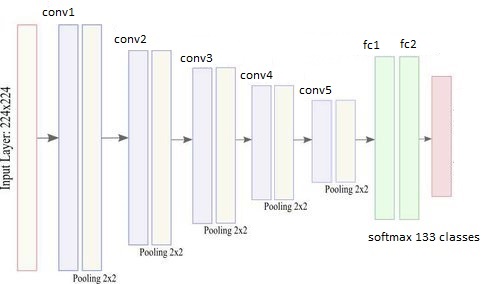 Input Layer: 224x224
conv1
Pooling 2x2
conv2
Pooling 2x2
conv3
Pooling 2x2
conv4
Pooling 2x2
conv5
Pooling 2x2
fc1
fc2
softmax 133 classes